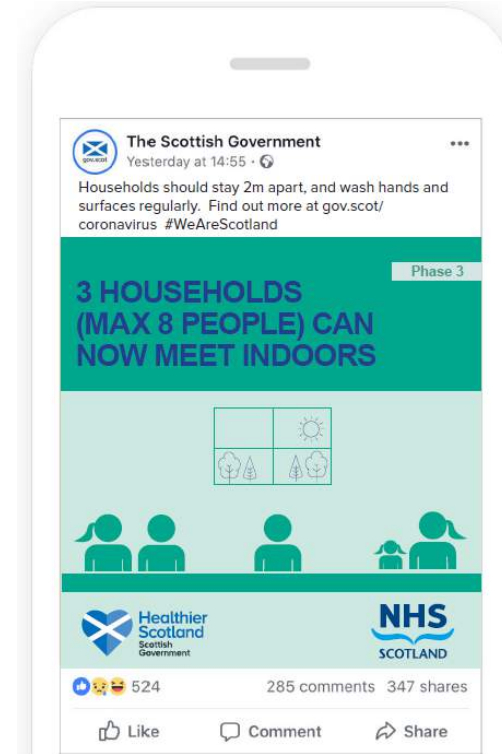 The Scottish Government
Yesterday at 14:55 ·
Households should stay 2m apart, and wash hands and
surfaces regularly.  Find out more at gov.scot/
coronavirus  #WeAreScotland
Phase 3
3 HOUSEHOLDS
(MAX 8 PEOPLE) CAN
NOW MEET INDOORS
Healthier
Scotland
Scottish
Government
NHS
SCOTLAND
524 285 comments 347 shares
Like Comment Share